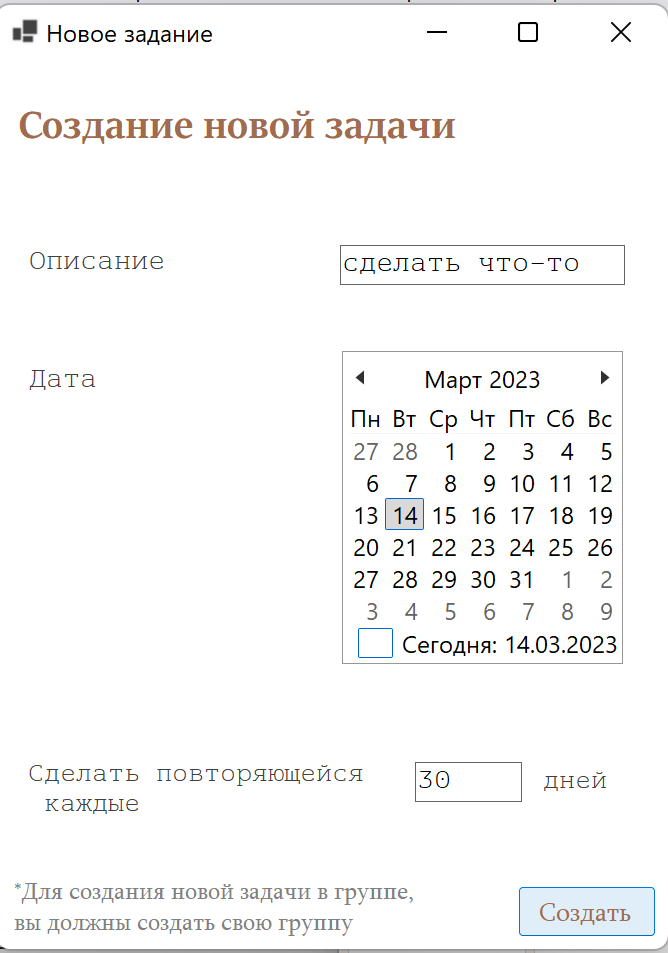 Новое задание
Создание новой задачи
Описание
сделать что-то
Дата
Март 2023
Пн Вт Ср Чт Пт Сб Вс
27 28 1 2 3 4 5
6 7 8 9 10 11 12
13 14 15 16 17 18 19
20 21 22 23 24 25 26
27 28 29 30 31 1 2
3 4 5 6 7 8 9
Сегодня: 14.03.2023
Сделать повторяющейся
каждые
30 дней
*Для создания новой задачи в группе,
вы должны создать свою группу
Создать